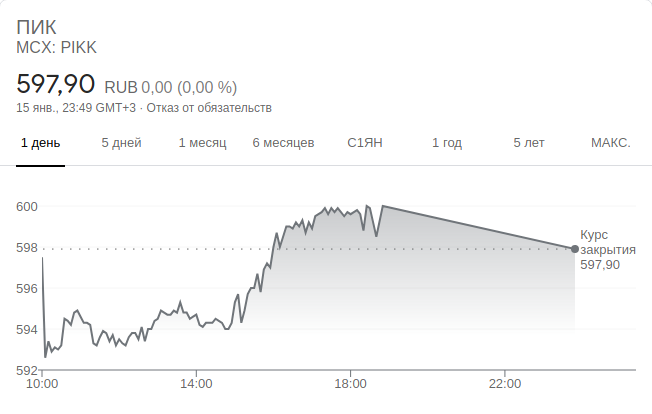 ПИК
MCX: PIKK
597,90 RUB 0,00 (0,00 %)
15 янв., 23:49 GMT+3 · Отказ от обязательств
1 день 5 дней 1 месяц 6 месяцев С1ЯН 1 год 5 лет МАКС.
600
Курс
598 закрытия
597,90
596
594
592
10:00 14:00 18:00 22:00